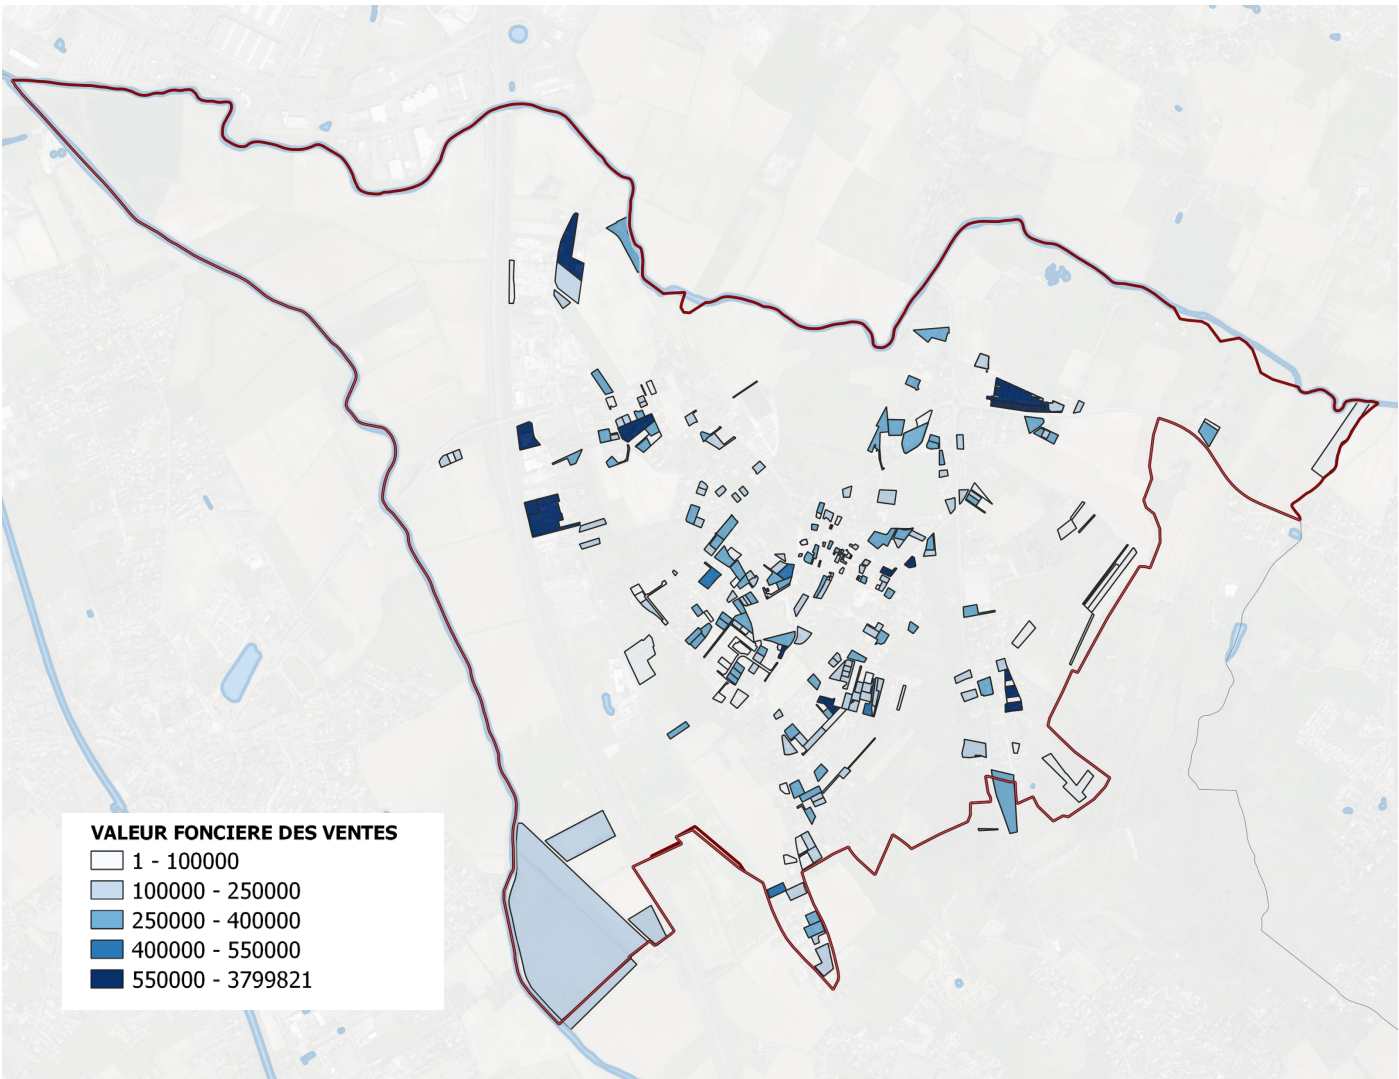 VALEUR FONCIERE DES VENTES
1 - 100000
100000 - 250000
250000 - 400000
400000 - 550000
550000 - 3799821